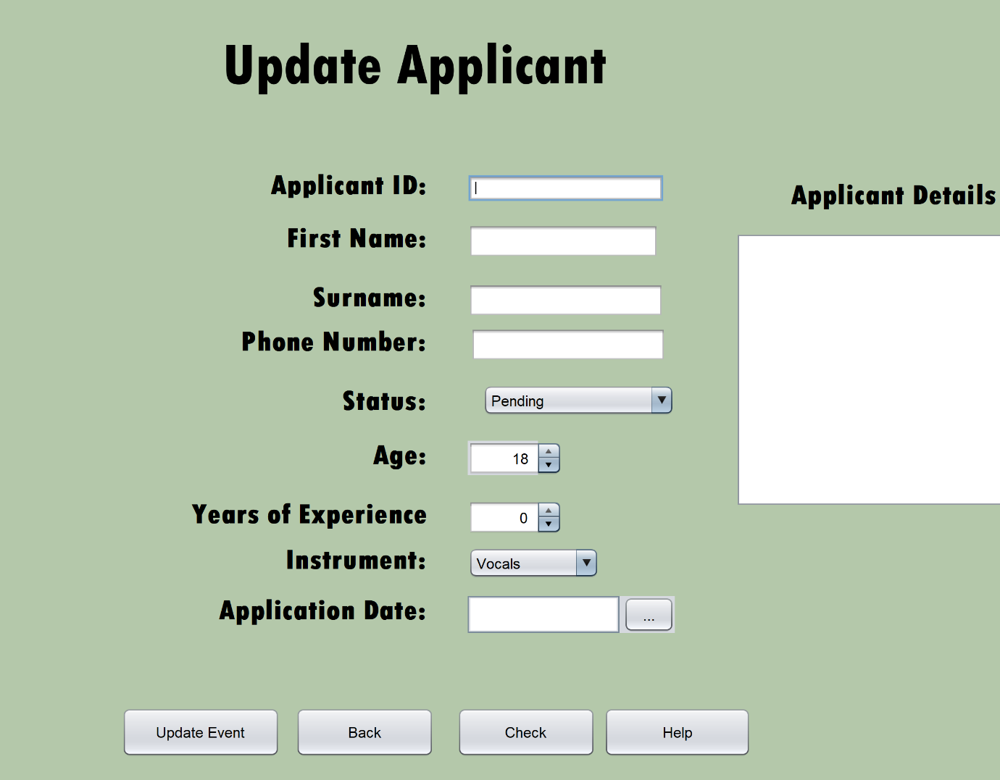 Update Applicant
Applicant ID:
Applicant Details
First Name:
Surname:
Phone Number:
Status: Pending
Age: 18
Years of Experience 0
Instrument: Vocals
Application Date: ...
Update Event Back Check Help